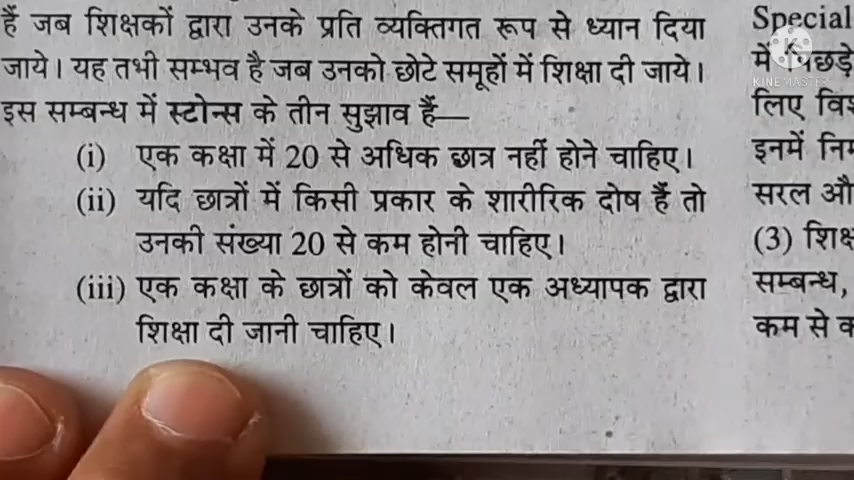 हैं जब शिक्षकों द्वारा उनके प्रति व्यक्तिगत रूप से ध्यान दिया
जाये। यह तभी सम्भव है जब उनको छोटे समूहों में शिक्षा दी जाये।
इस सम्बन्ध में स्टोन्स के तीन सुझाव हैं—
(i) एक कक्षा में 20 से अधिक छात्र नहीं होने चाहिए।
(ii) यदि छात्रों में किसी प्रकार के शारीरिक दोष हैं तो
उनकी संख्या 20 से कम होनी चाहिए।
(iii) एक कक्षा के छात्रों को केवल एक अध्यापक द्वारा
शिक्षा दी जानी चाहिए।
Special
में
लिए
इनमें
सरल
(3)
सम्बन्ध,
कम से
KINEMASTER